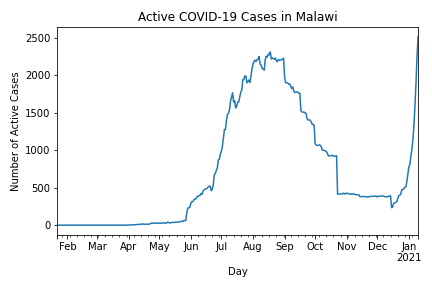 Active COVID-19 Cases in Malawi
Number of Active Cases
2500
2000
1500
1000
500
0
Feb Mar Apr May Jun Jul Aug Sep Oct Nov Dec Jan
2021
Day